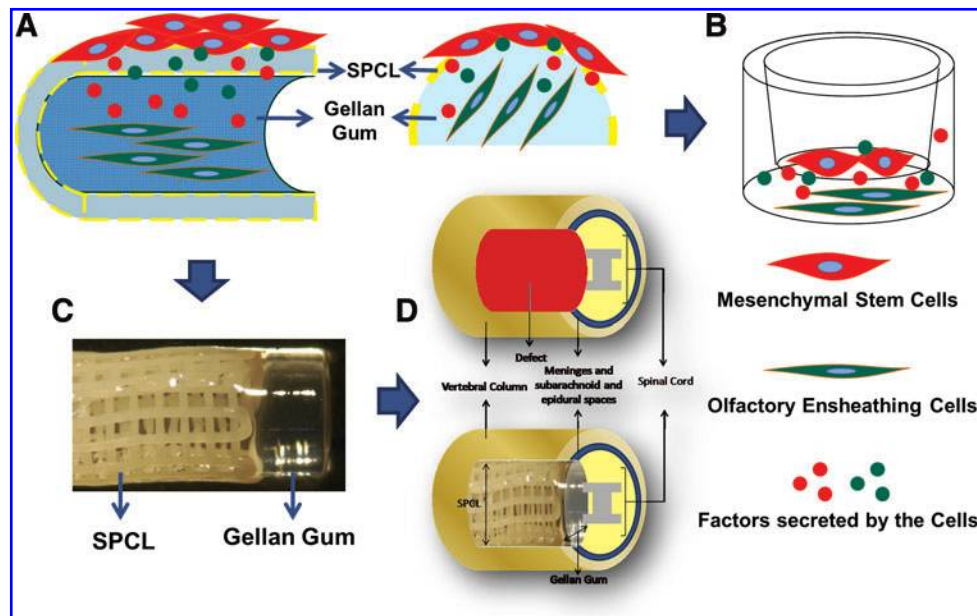 A
SPCL
Gellan
Gum
B
C
SPCL
Gellan Gum
D
Defect
Vertebral Column
Meninges and
subarachnoid and
epidural spaces
Spinal Cord
SPCL
Gellan Gum
Mesenchymal Stem Cells
Olfactory Ensheathing Cells
Factors secreted by the Cells